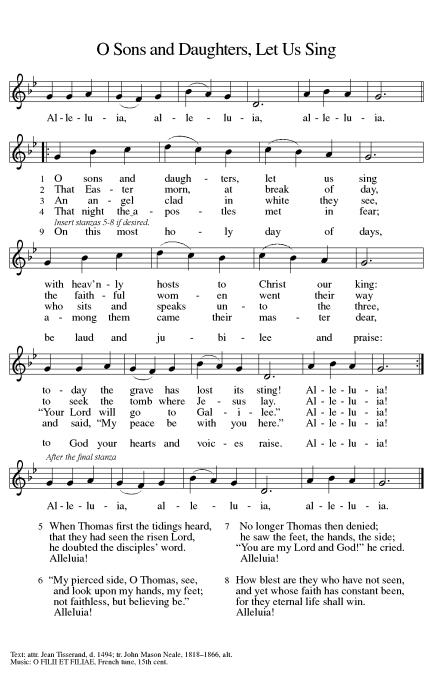 O Sons and Daughters, Let Us Sing
Al - le - lu - ia, al - le - lu - ia, al - le - lu - ia.
1 O sons and daugh - ters, let us sing
2 That Eas - ter morn, at break of day,
3 An an - gel clad in white they see,
4 That night the a - pos - tles met in fear;
Insert stanzas 5-8 if desired.
9 On this most ho - ly day of days,
with heav'n - ly hosts to Christ our king:
the faith - ful wom - en went their way
who sits and speaks un - to the three,
a - mong them came their mas - ter dear,
be laud and ju - bi - lee and praise:
to - day the grave has lost its sting! Al - le - lu - ia!
to seek the tomb where Je - sus lay. Al - le - lu - ia!
“Your Lord will go to Gal - i - lee.” Al - le - lu - ia!
and said, “My peace be with you here.” Al - le - lu - ia!
to God your hearts and voic - es raise. Al - le - lu - ia!
After the final stanza
Al - le - lu - ia, al - le - lu - ia, al - le - lu - ia.
5 When Thomas first the tidings heard,
that they had seen the risen Lord,
he doubted the disciples' word.
Alleluia!
6 “My pierced side, O Thomas, see,
and look upon my hands, my feet;
not faithless, but believing be.”
Alleluia!
7 No longer Thomas then denied;
he saw the feet, the hands, the side;
“You are my Lord and God!” he cried.
Alleluia!
8 How blest are they who have not seen,
and yet whose faith has constant been,
for they eternal life shall win.
Alleluia!
Text: attr. Jean Tisserand, d. 1494; tr. John Mason Neale, 1818–1866, alt.
Music: O FILII ET FILIAE, French tune, 15th cent.